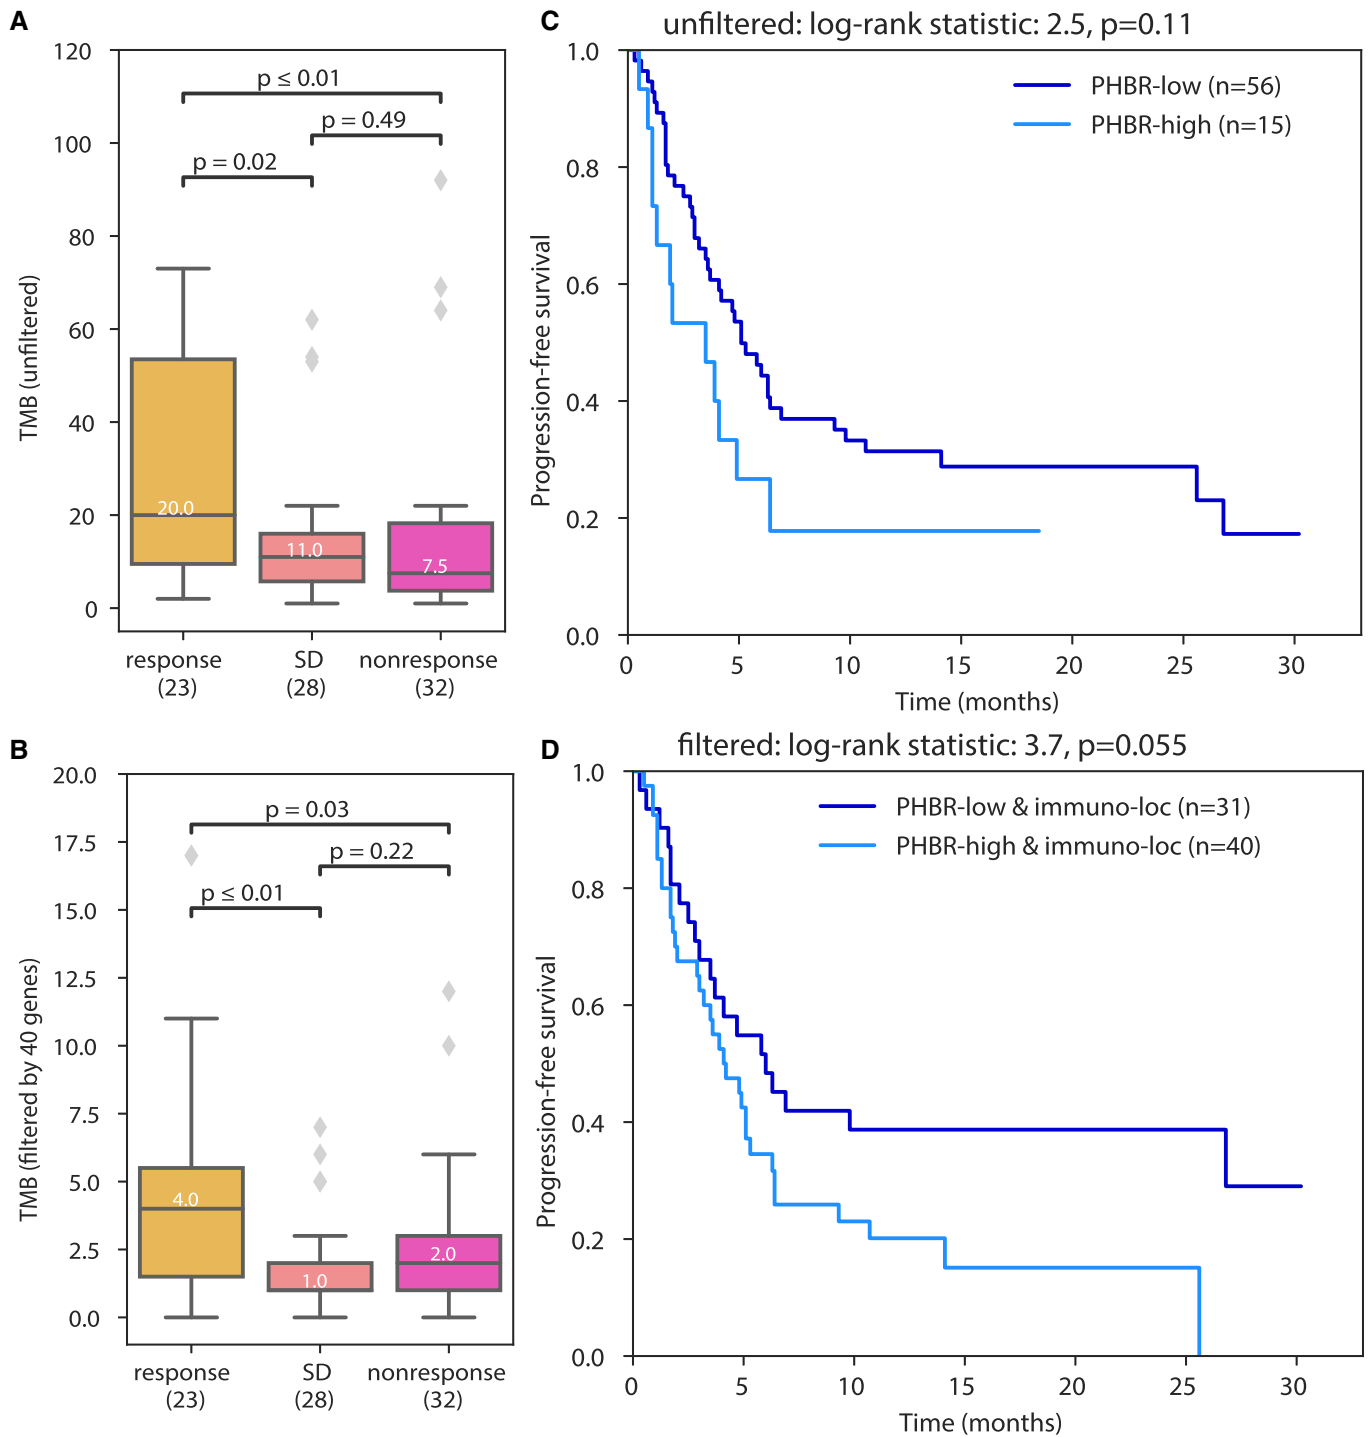 A
120
100
80
60
40
20
0
TMB (unfiltered)
p ≤ 0.01
p = 0.49
p = 0.02
20.0
11.0
7.5
response
(23)
SD
(28)
nonresponse
(32)
C
unfiltered: log-rank statistic: 2.5, p=0.11
PHBR-low (n=56)
PHBR-high (n=15)
1.0
0.8
0.6
0.4
0.2
0.0
Progression-free survival
0 5 10 15 20 25 30
Time (months)
B
20.0
17.5
15.0
12.5
10.0
7.5
5.0
2.5
0.0
TMB (filtered by 40 genes)
p = 0.03
p = 0.22
p ≤ 0.01
4.0
1.0
2.0
response
(23)
SD
(28)
nonresponse
(32)
D
filtered: log-rank statistic: 3.7, p=0.055
PHBR-low & immuno-loc (n=31)
PHBR-high & immuno-loc (n=40)
1.0
0.8
0.6
0.4
0.2
0.0
Progression-free survival
0 5 10 15 20 25 30
Time (months)